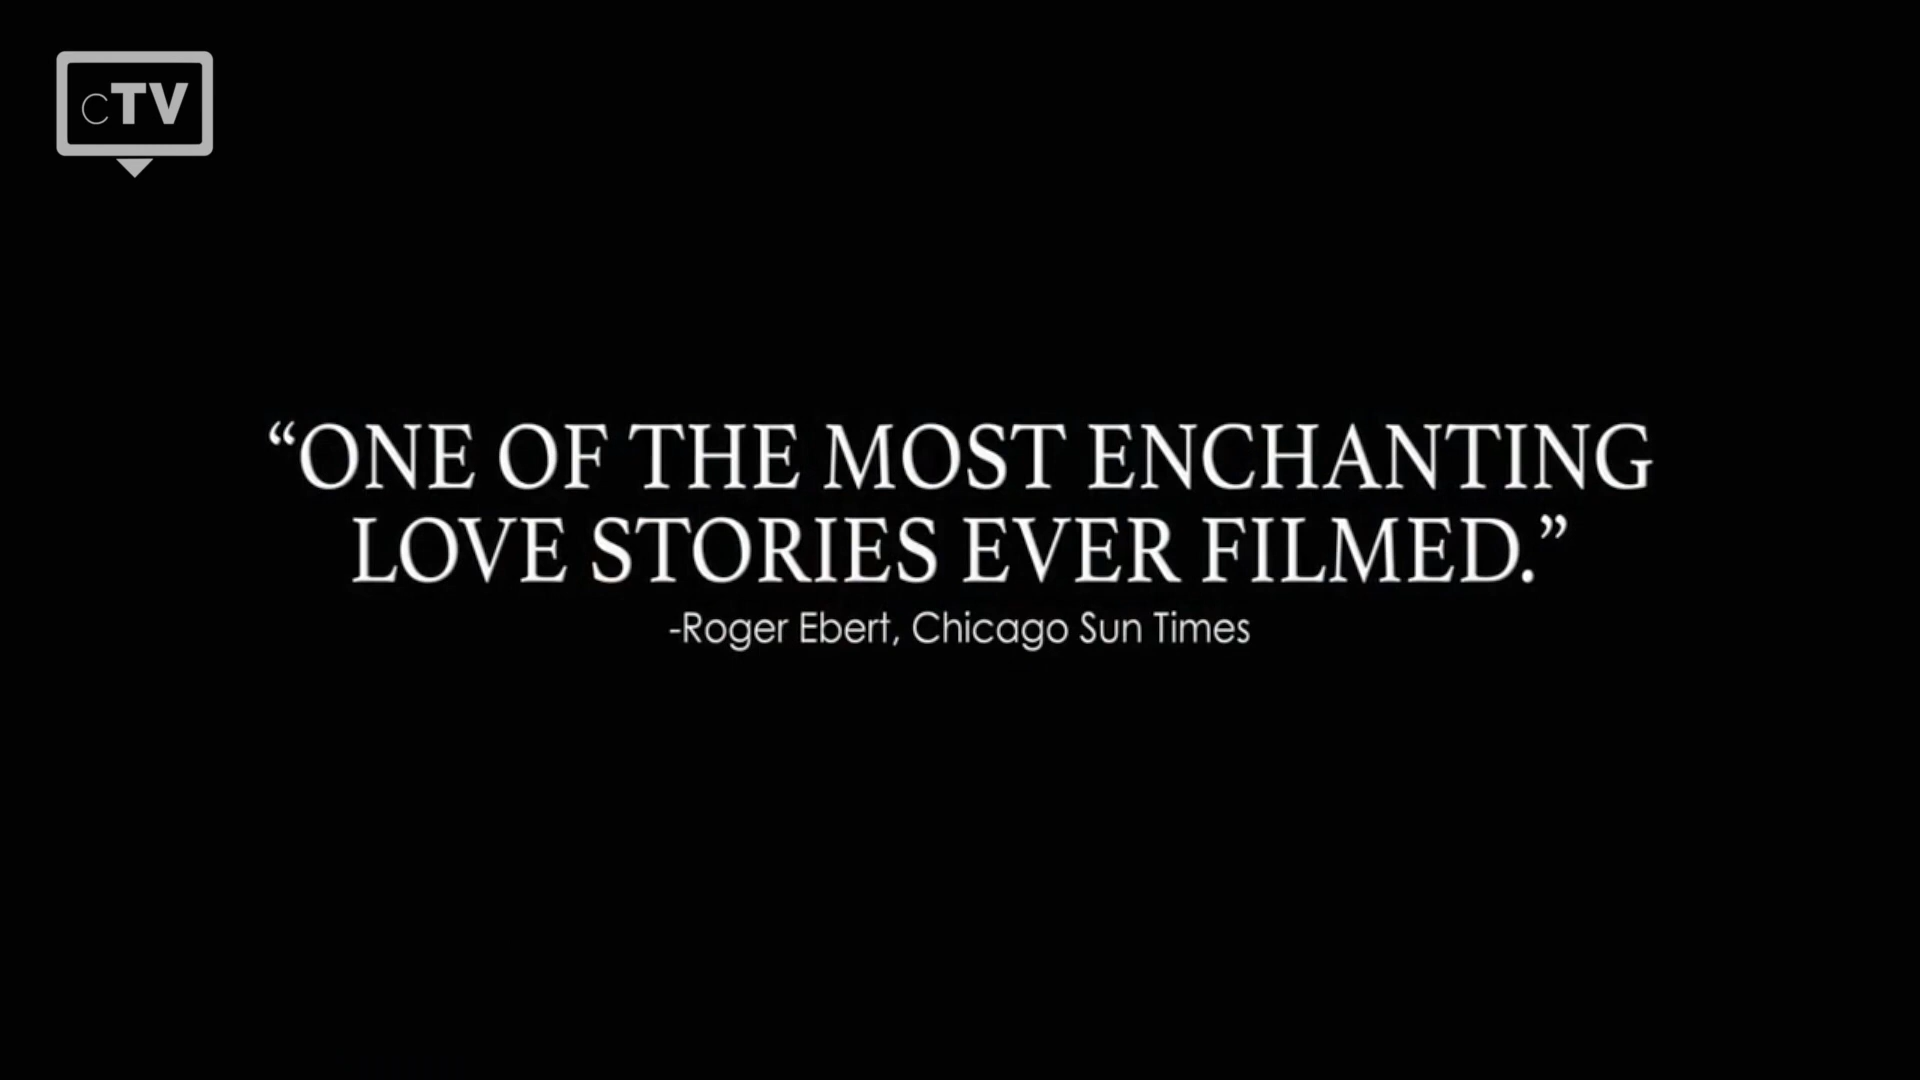 cTV
“ONE OF THE MOST ENCHANTING
LOVE STORIES EVER FILMED.”
-Roger Ebert, Chicago Sun Times